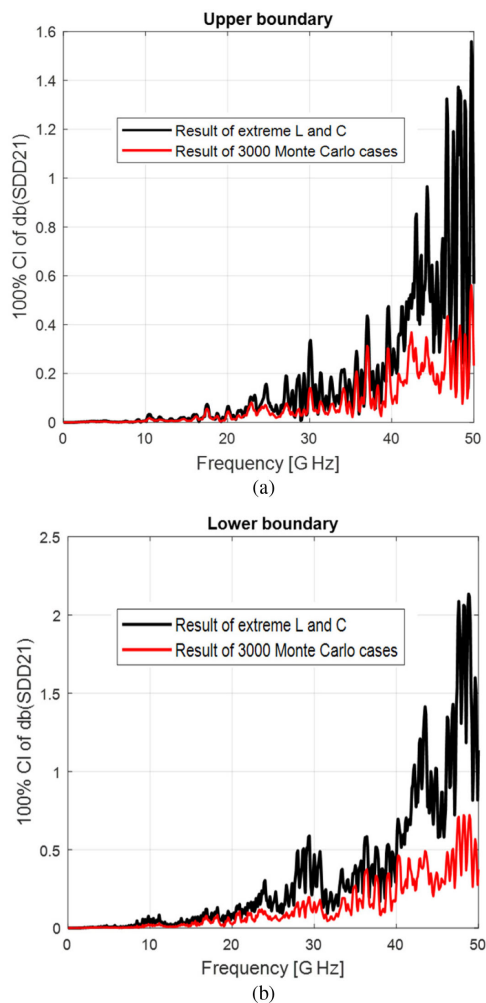 Upper boundary
1.6
1.4
1.2
1
0.8
0.6
0.4
0.2
0
100% CI of db(SDD21)
Result of extreme L and C
Result of 3000 Monte Carlo cases
0 10 20 30 40 50
Frequency [G Hz]
(a)
Lower boundary
2.5
2
1.5
1
0.5
0
100% CI of db(SDD21)
Result of extreme L and C
Result of 3000 Monte Carlo cases
0 10 20 30 40 50
Frequency [G Hz]
(b)